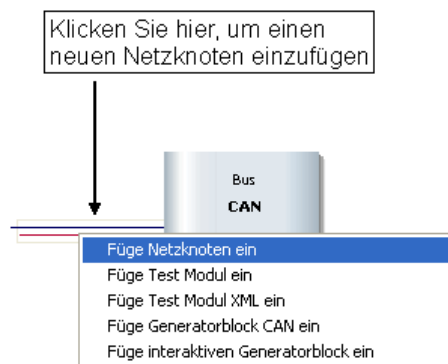 Klicken Sie hier, um einen
neuen Netzknoten einzufügen
Bus
CAN
Füge Netzknoten ein
Füge Test Modul ein
Füge Test Modul XML ein
Füge Generatorblock CAN ein
Füge interaktiven Generatorblock ein